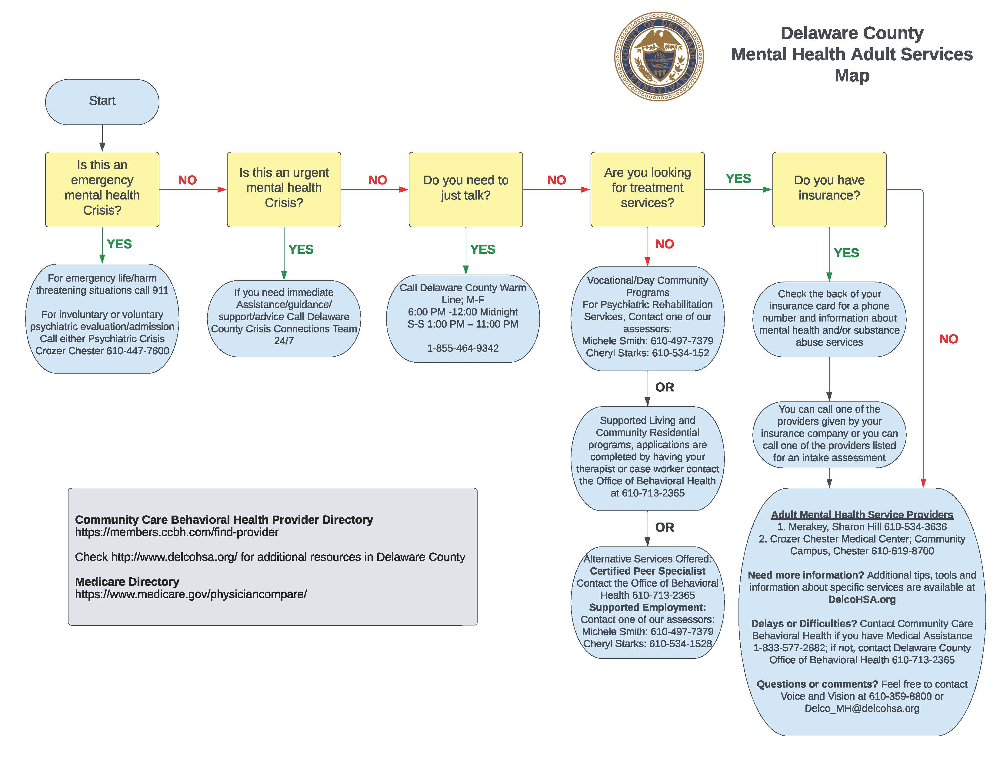 COUNTY OF DELAWARE
PENNSYLVANIA
Delaware County
Mental Health Adult Services
Map
Start
Is this an
emergency
mental health
Crisis?
NO
Is this an urgent
mental health
Crisis?
NO
Do you need to
just talk?
NO
Are you looking
for treatment
services?
YES
Do you have
insurance?
YES
For emergency life/harm
threatening situations call 911
For involuntary or voluntary
psychiatric evaluation/admission
Call either Psychiatric Crisis
Crozer Chester 610-447-7600
YES
If you need immediate
Assistance/guidance/
support/advice Call Delaware
County Crisis Connections Team
24/7
YES
Call Delaware County Warm
Line; M-F
6:00 PM -12:00 Midnight
S-S 1:00 PM – 11:00 PM
1-855-464-9342
NO
Vocational/Day Community
Programs
For Psychiatric Rehabilitation
Services, Contact one of our
assessors:
Michele Smith: 610-497-7379
Cheryl Starks: 610-534-152
OR
Supported Living and
Community Residential
programs, applications are
completed by having your
therapist or case worker contact
the Office of Behavioral Health
at 610-713-2365
OR
Alternative Services Offered:
Certified Peer Specialist
Contact the Office of Behavioral
Health 610-713-2365
Supported Employment:
Contact one of our assessors:
Michele Smith: 610-497-7379
Cheryl Starks: 610-534-1528
YES
Check the back of your
insurance card for a phone
number and information about
mental health and/or substance
abuse services
NO
You can call one of the
providers given by your
insurance company or you can
call one of the providers listed
for an intake assessment
Adult Mental Health Service Providers
1. Merakey, Sharon Hill 610-534-3636
2. Crozer Chester Medical Center; Community
Campus, Chester 610-619-8700
Need more information? Additional tips, tools and
information about specific services are available at
DelcoHSA.org
Delays or Difficulties? Contact Community Care
Behavioral Health if you have Medical Assistance
1-833-577-2682; if not, contact Delaware County
Office of Behavioral Health 610-713-2365
Questions or comments? Feel free to contact
Voice and Vision at 610-359-8800 or
Delco_MH@delcohsa.org
Community Care Behavioral Health Provider Directory
https://members.ccbh.com/find-provider
Check http://www.delcohsa.org/ for additional resources in Delaware County
Medicare Directory
https://www.medicare.gov/physiciancompare/